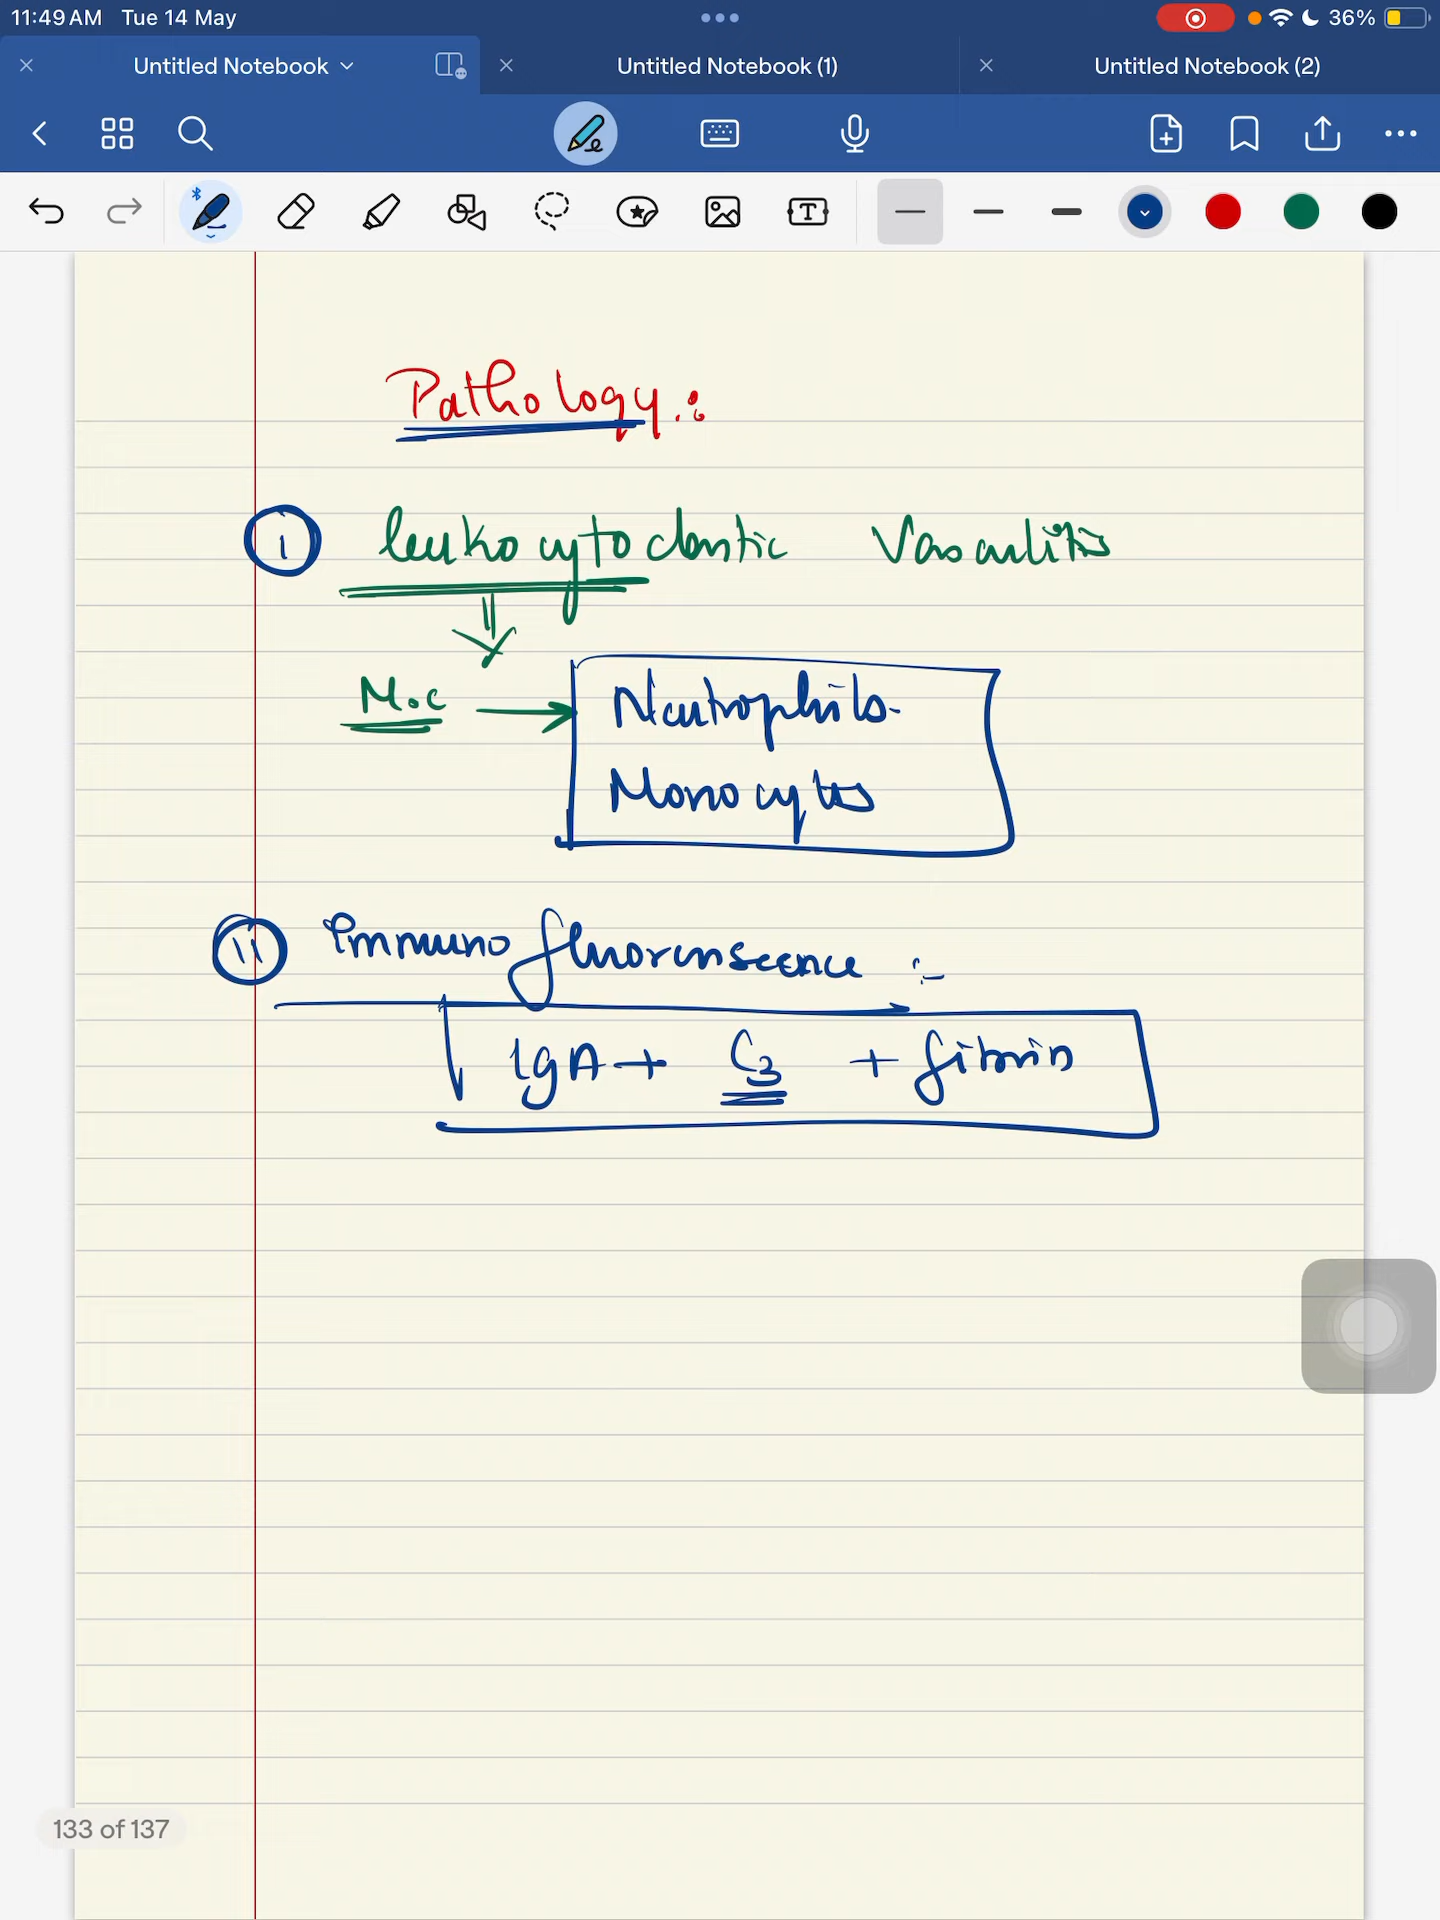 11:49 AM Tue 14 May 36%
Untitled Notebook Untitled Notebook (1) Untitled Notebook (2)
Pathology :
i leukocytoclastic Vasculitis
M.C → Neutrophils
Monocytes
ii Immunofluorenscence :-
IgA + C3 + fibrin
133 of 137